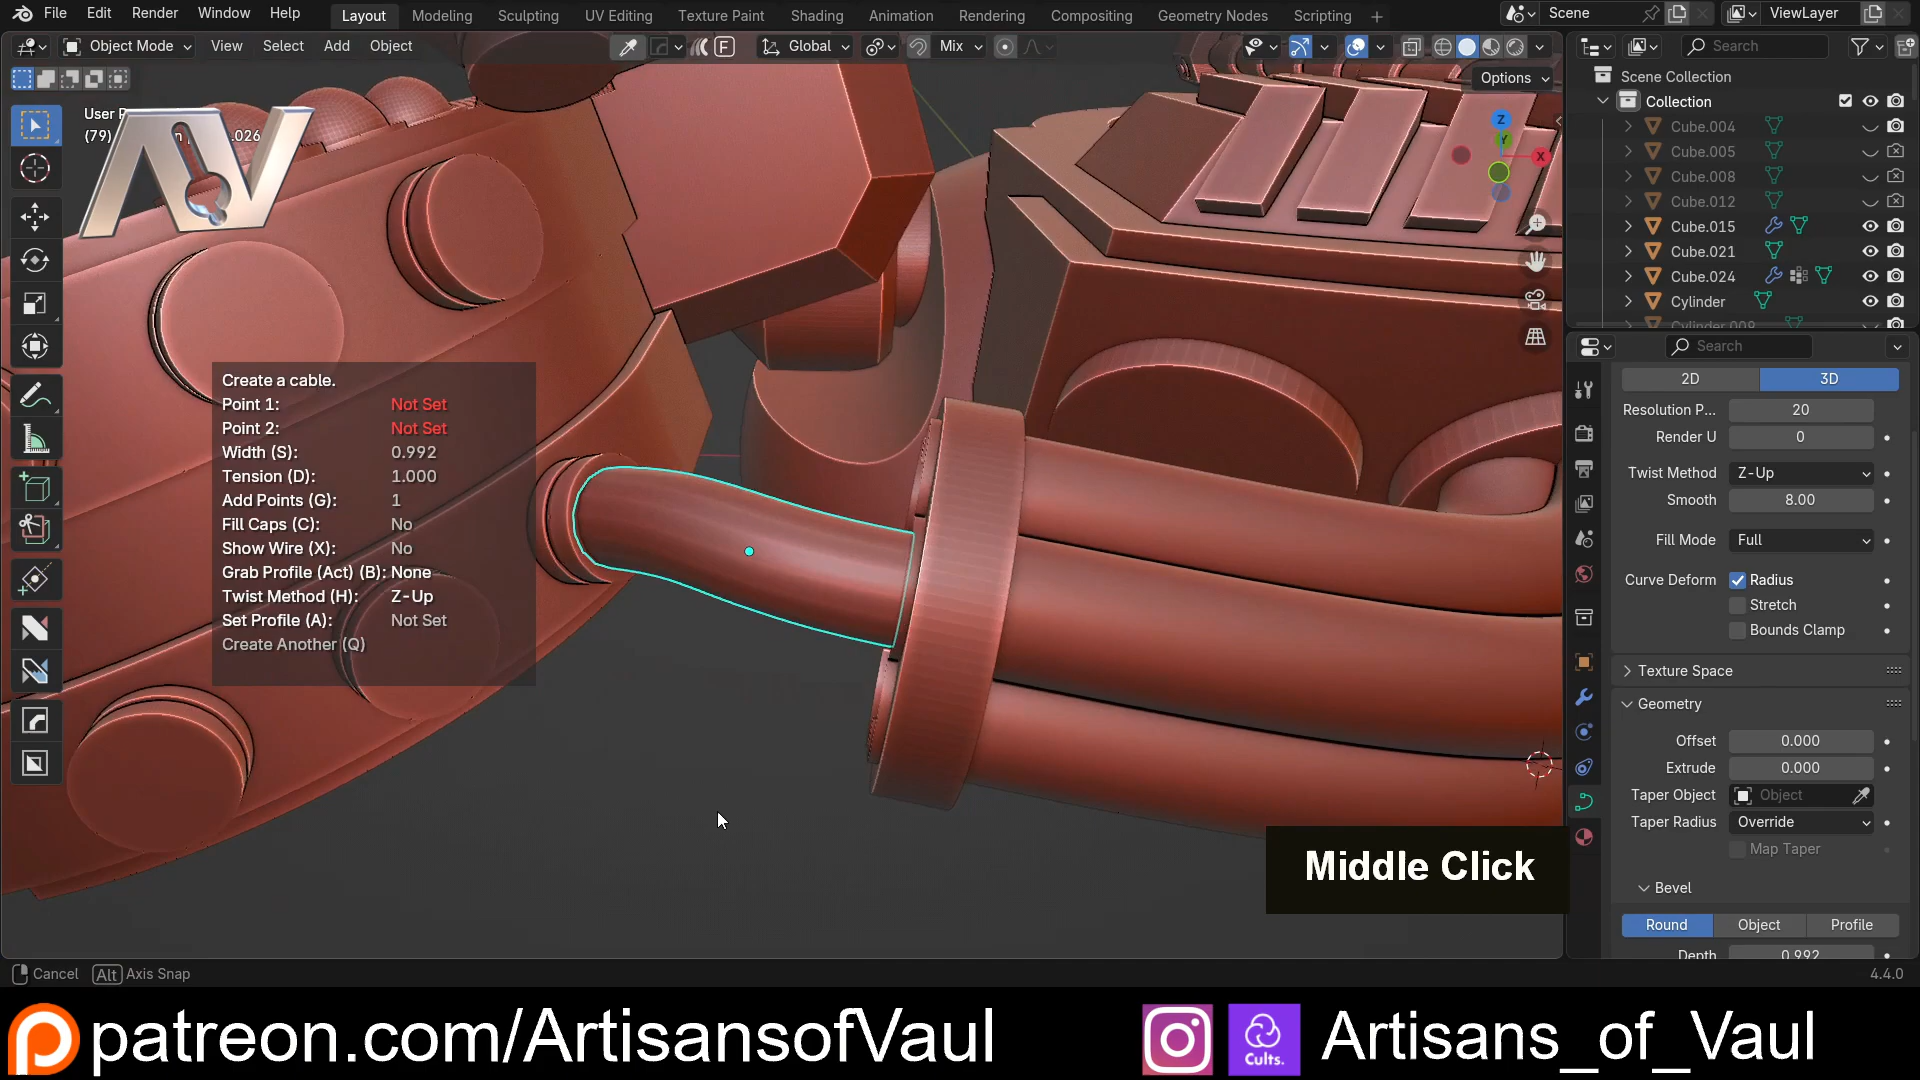 File Edit Render Window Help Layout Modeling Sculpting UV Editing Texture Paint Shading Animation Rendering Compositing Geometry Nodes Scripting + Scene ViewLayer
Object Mode View Select Add Object F Global Mix Search
Options
Scene Collection
Collection
Cube.004
Cube.005
Cube.008
Cube.012
Cube.015
Cube.021
Cube.024
Cylinder
Cylinder.009
User P
(79) .026
AV
Z
Y
X
Create a cable.
Point 1: Not Set
Point 2: Not Set
Width (S): 0.992
Tension (D): 1.000
Add Points (G): 1
Fill Caps (C): No
Show Wire (X): No
Grab Profile (Act) (B): None
Twist Method (H): Z-Up
Set Profile (A): Not Set
Create Another (Q)
Search
2D 3D
Resolution P... 20
Render U 0
Twist Method Z-Up
Smooth 8.00
Fill Mode Full
Curve Deform Radius
Stretch
Bounds Clamp
Texture Space
Geometry
Offset 0.000
Extrude 0.000
Taper Object Object
Taper Radius Override
Map Taper
Bevel
Round Object Profile
Depth 0.992
Middle Click
Cancel Alt Axis Snap 4.4.0
patreon.com/ArtisansofVaul
Cults.
Artisans_of_Vaul